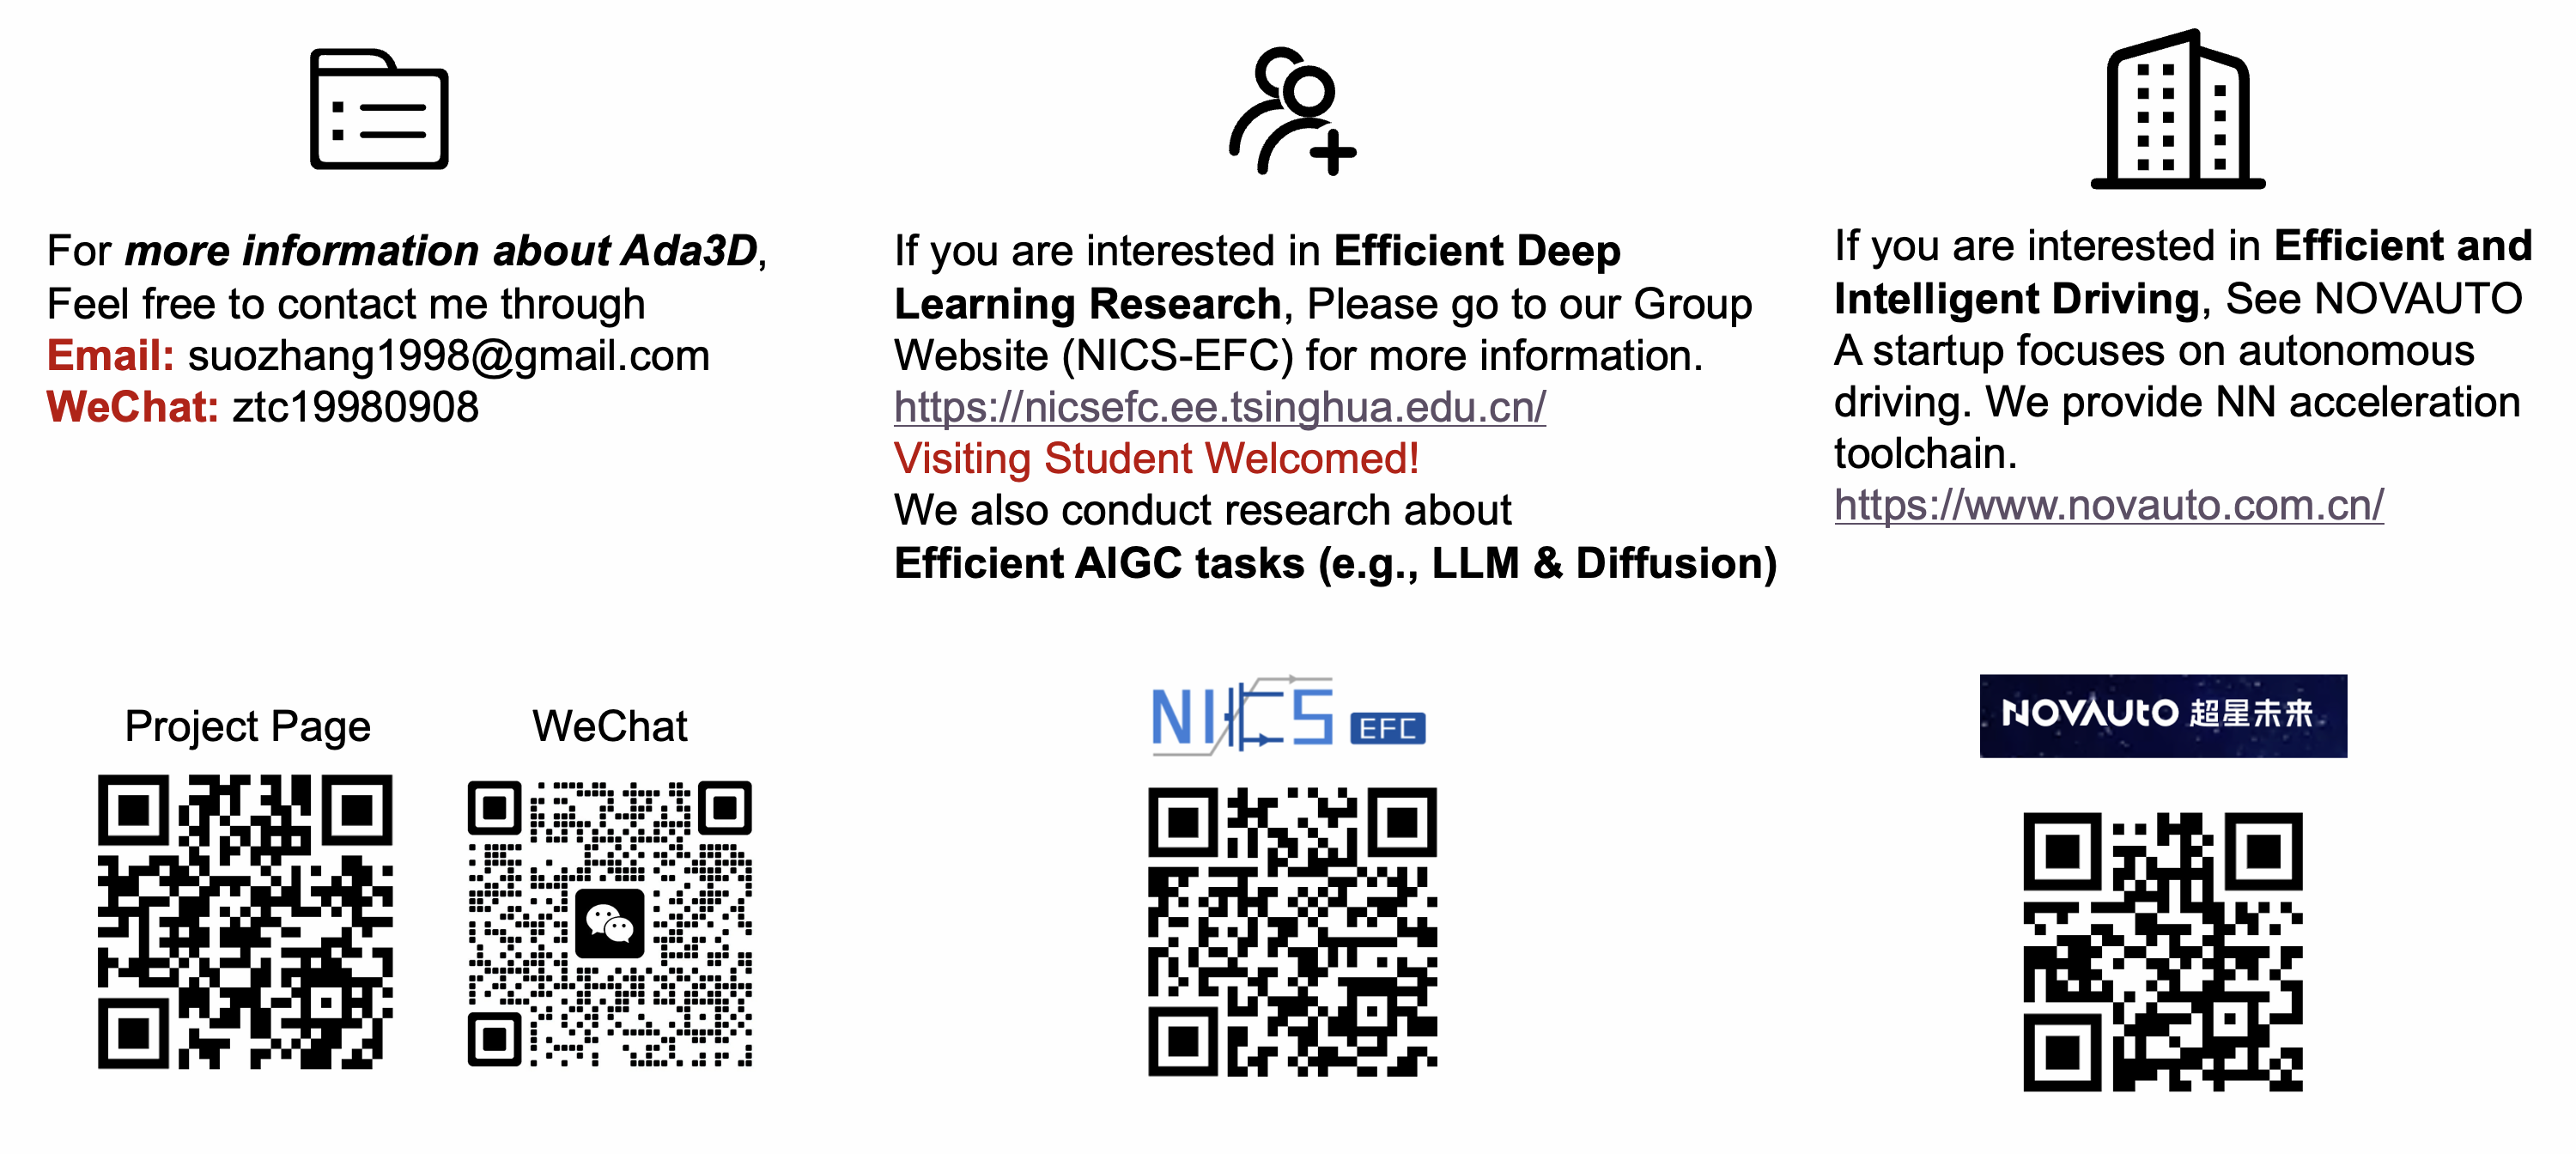 For more information about Ada3D,
Feel free to contact me through
Email: suozhang1998@gmail.com
WeChat: ztc19980908
Project Page
WeChat
If you are interested in Efficient Deep
Learning Research, Please go to our Group
Website (NICS-EFC) for more information.
https://nicsefc.ee.tsinghua.edu.cn/
Visiting Student Welcomed!
We also conduct research about
Efficient AIGC tasks (e.g., LLM & Diffusion)
NICS EFC
If you are interested in Efficient and
Intelligent Driving, See NOVAUTO
A startup focuses on autonomous
driving. We provide NN acceleration
toolchain.
https://www.novauto.com.cn/
NOVAUtO 超星未来